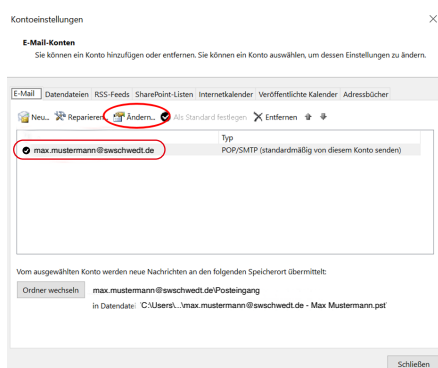 Kontoeinstellungen
E-Mail-Konten
Sie können ein Konto hinzufügen oder entfernen. Sie können ein Konto auswählen, um dessen Einstellungen zu ändern.
E-Mail Datendateien RSS-Feeds SharePoint-Listen Internetkalender Veröffentlichte Kalender Adressbücher
Neu... Reparieren... Ändern... Als Standard festlegen Entfernen
Typ
max.mustermann@swschwedt.de POP/SMTP (standardmäßig von diesem Konto senden)
Vom ausgewählten Konto werden neue Nachrichten an den folgenden Speicherort übermittelt:
Ordner wechseln max.mustermann@swschwedt.de\Posteingang
in Datendatei 'C:\Users\...\max.mustermann@swschwedt.de - Max Mustermann.pst'
Schließen